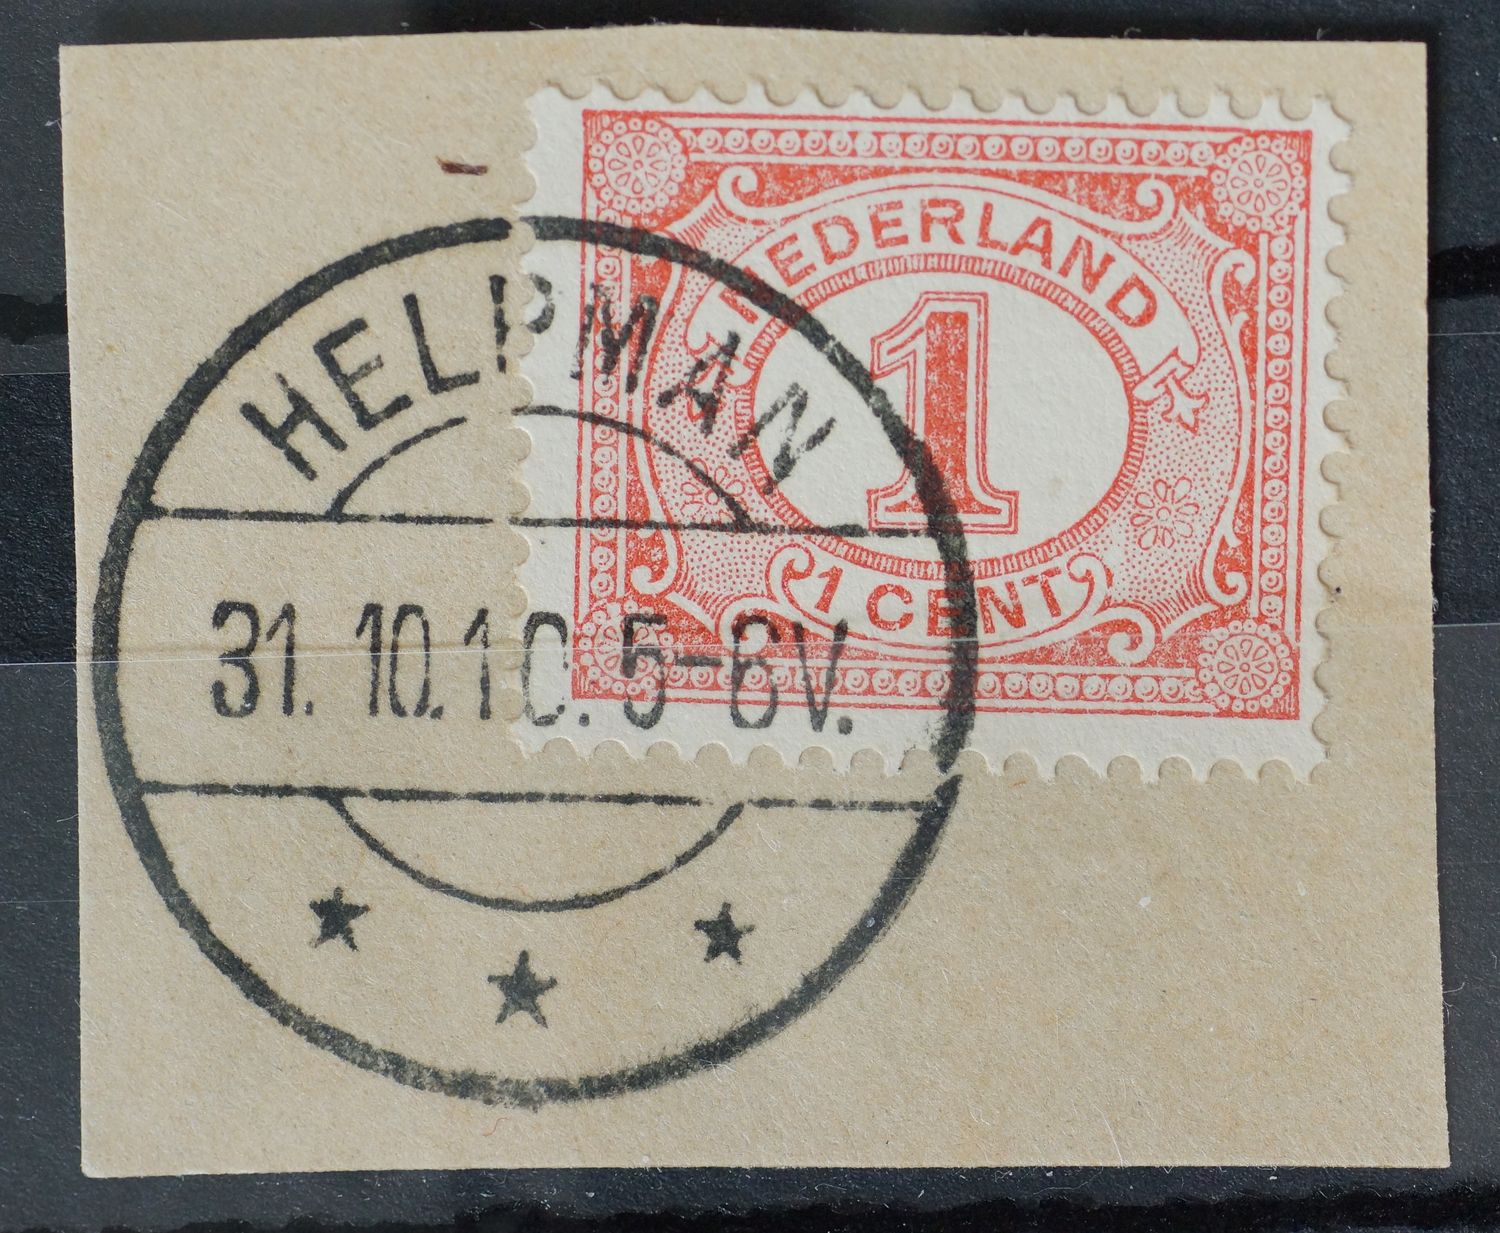 NEDERLAND
1
1 CENT
HELPMAN
31.10.10.5-6V.